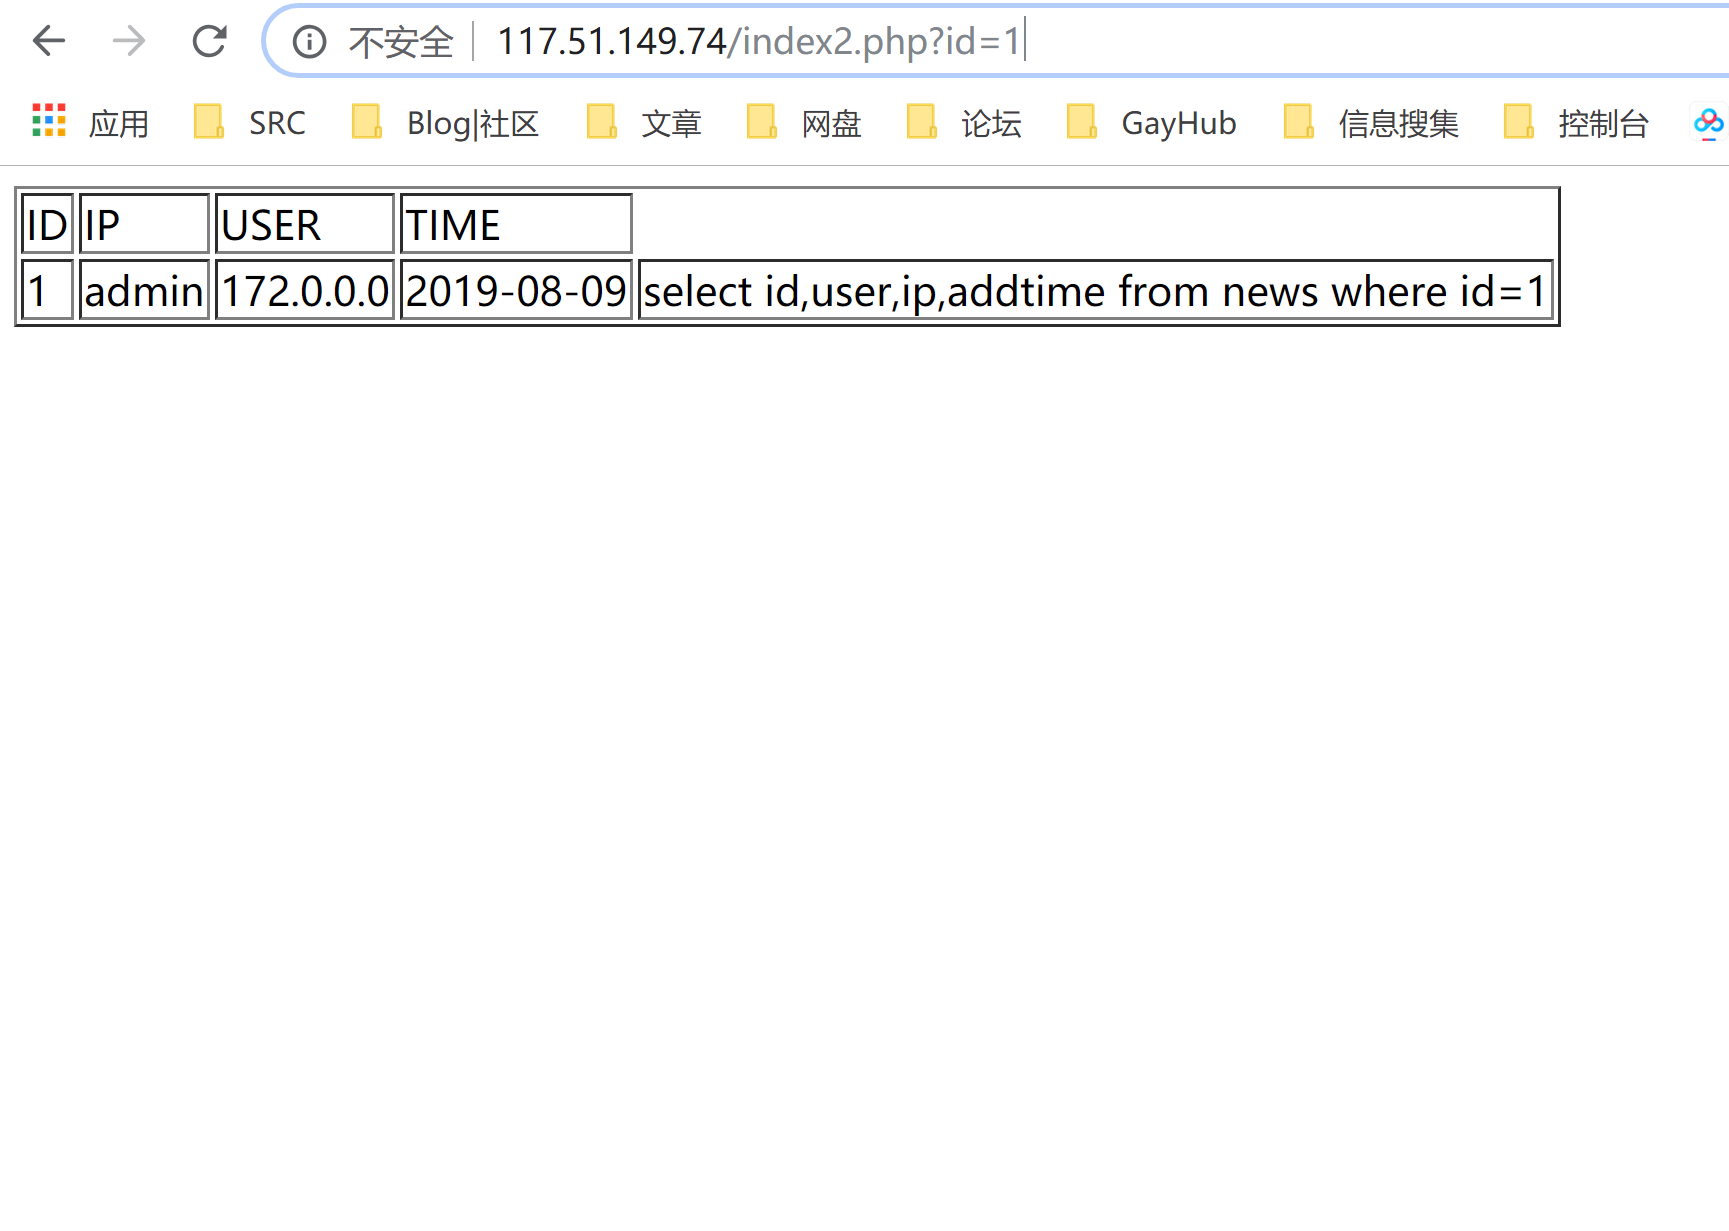 不安全 117.51.149.74/index2.php?id=1
应用 SRC Blog|社区 文章 网盘 论坛 GayHub 信息搜集 控制台
ID IP USER TIME
1 admin 172.0.0.0 2019-08-09 select id,user,ip,addtime from news where id=1